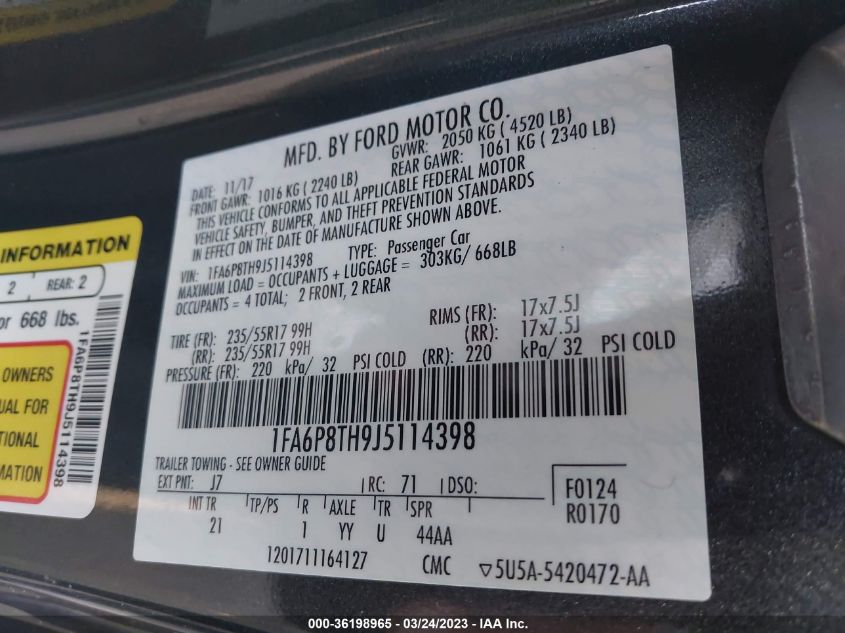 MFD. BY FORD MOTOR CO.
DATE: 11/17 GVWR: 2050 KG ( 4520 LB)
FRONT GAWR: 1016 KG ( 2240 LB) REAR GAWR: 1061 KG ( 2340 LB)
THIS VEHICLE CONFORMS TO ALL APPLICABLE FEDERAL MOTOR
VEHICLE SAFETY, BUMPER, AND THEFT PREVENTION STANDARDS
IN EFFECT ON THE DATE OF MANUFACTURE SHOWN ABOVE.
VIN: 1FA6P8TH9J5114398 TYPE: Passenger Car
MAXIMUM LOAD = OCCUPANTS + LUGGAGE = 303KG/ 668LB
OCCUPANTS = 4 TOTAL; 2 FRONT, 2 REAR
TIRE (FR): 235/55R17 99H RIMS (FR): 17x7.5J
(RR): 235/55R17 99H (RR): 17x7.5J
PRESSURE (FR): 220 kPa/ 32 PSI COLD (RR): 220 kPa/ 32 PSI COLD
1FA6P8TH9J5114398
TRAILER TOWING - SEE OWNER GUIDE
EXT PNT: J7 RC: 71 DSO: F0124
R0170
INT TR TP/PS R AXLE TR SPR
21 1 YY U 44AA
1201711164127 CMC ▽5U5A-5420472-AA
INFORMATION
2 REAR: 2
or 668 lbs.
OWNERS
UAL FOR
TIONAL
MATION
1FA6P8TH9J5114398
000-36198965 - 03/24/2023 - IAA Inc.